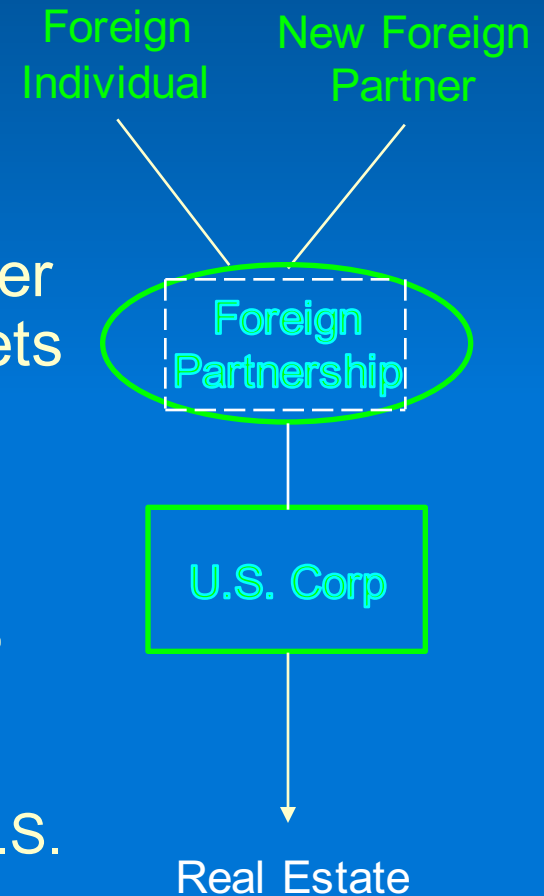 Foreign
Individual
New Foreign
Partner
er
ets
Foreign
Partnership
U.S. Corp
.S.
Real Estate